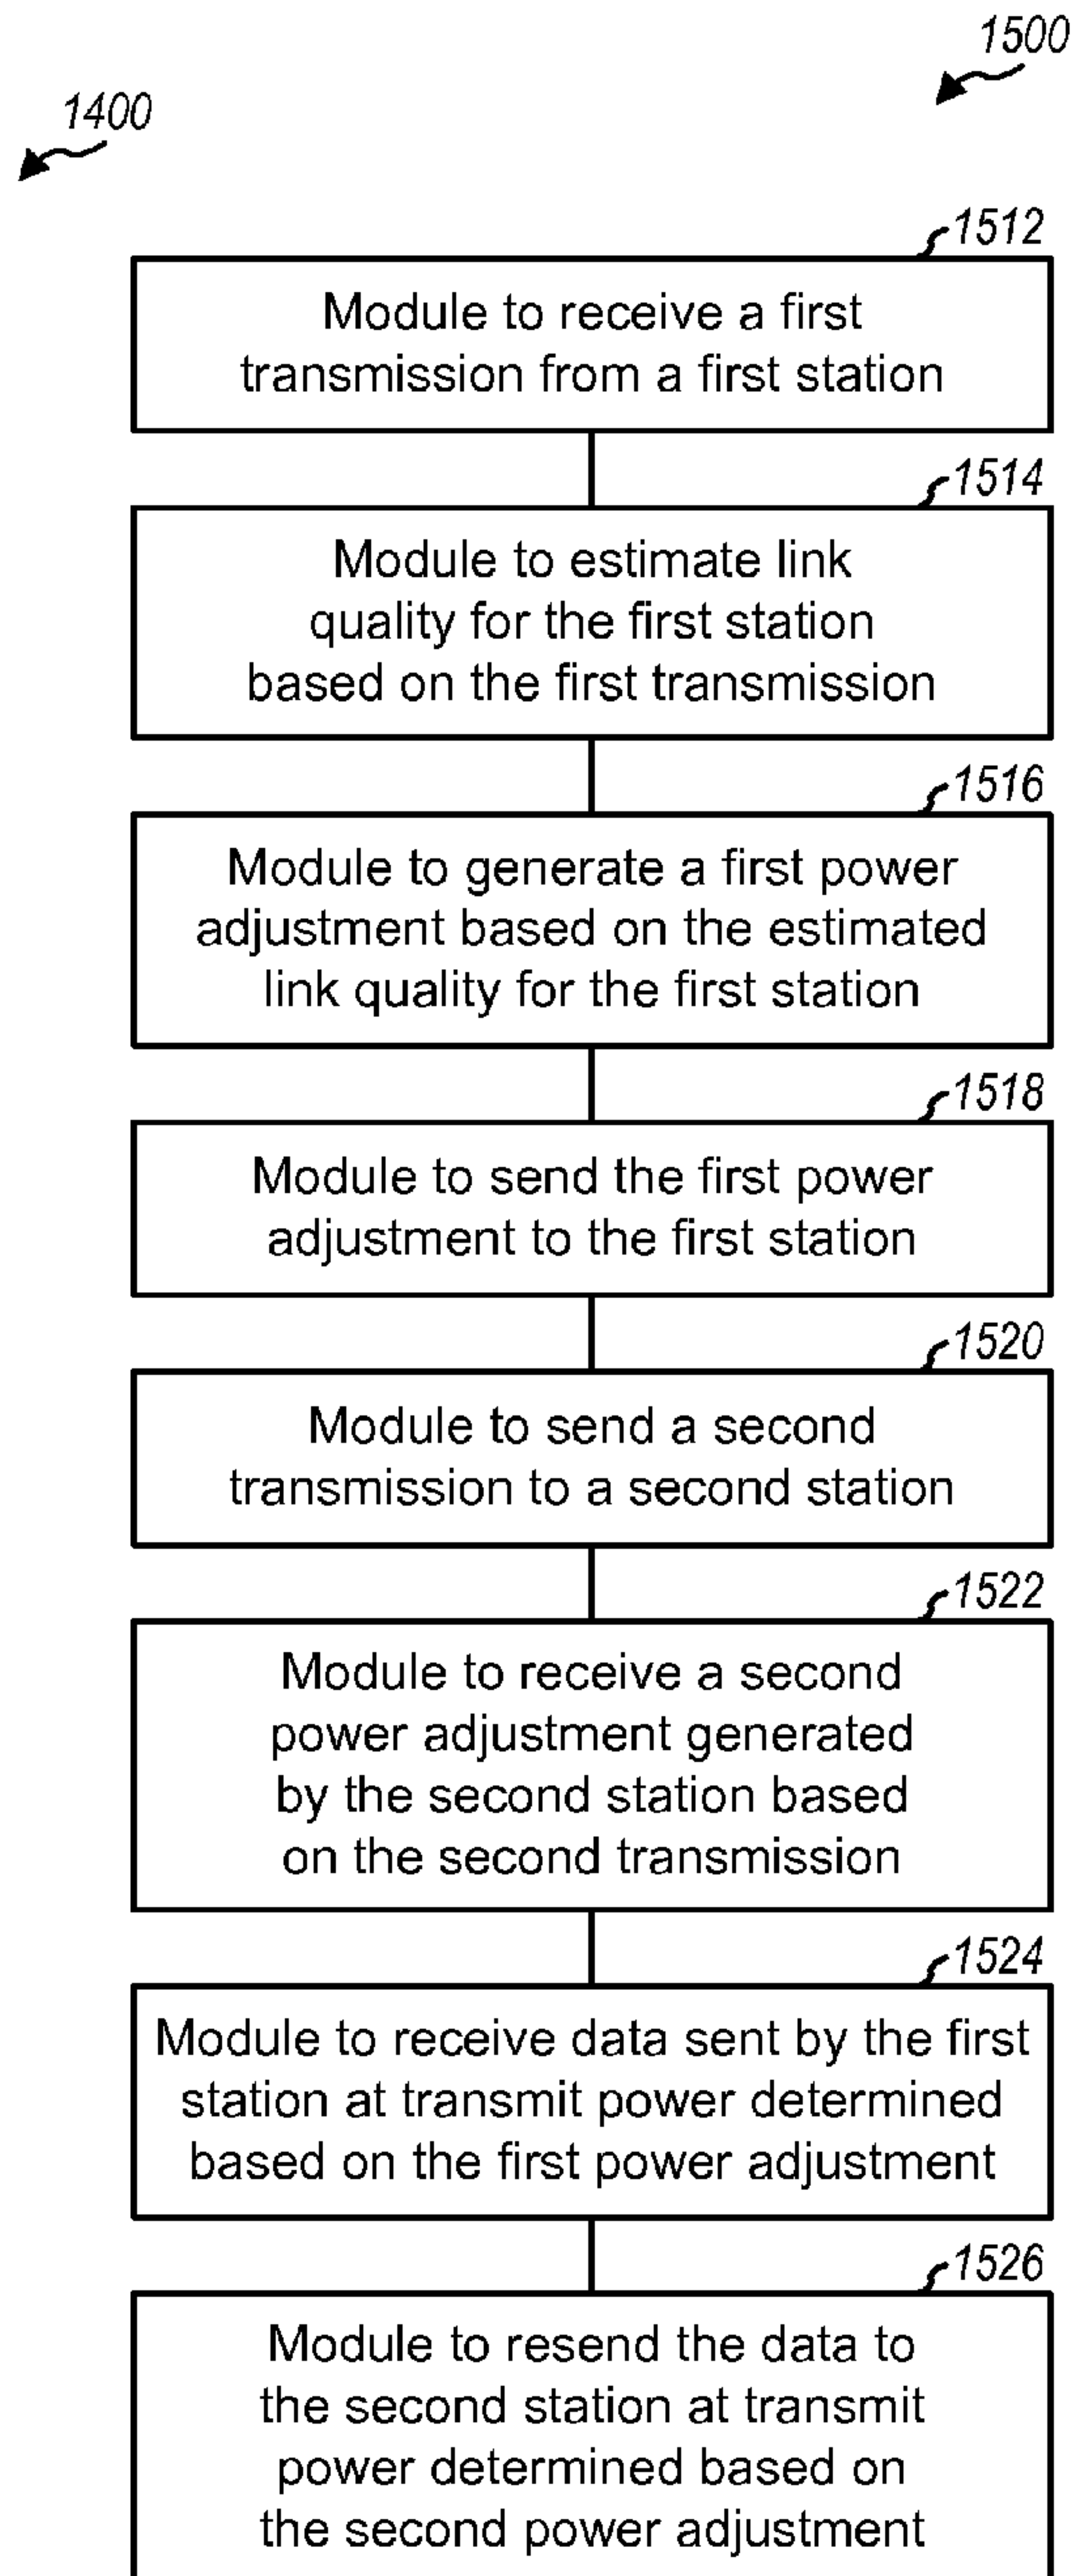 1500
1400
1512
Module to receive a first
transmission from a first station
1514
Module to estimate link
quality for the first station
based on the first transmission
1516
Module to generate a first power
adjustment based on the estimated
link quality for the first station
1518
Module to send the first power
adjustment to the first station
1520
Module to send a second
transmission to a second station
1522
Module to receive a second
power adjustment generated
by the second station based
on the second transmission
1524
Module to receive data sent by the first
station at transmit power determined
based on the first power adjustment
1526
Module to resend the data to
the second station at transmit
power determined based on
the second power adjustment